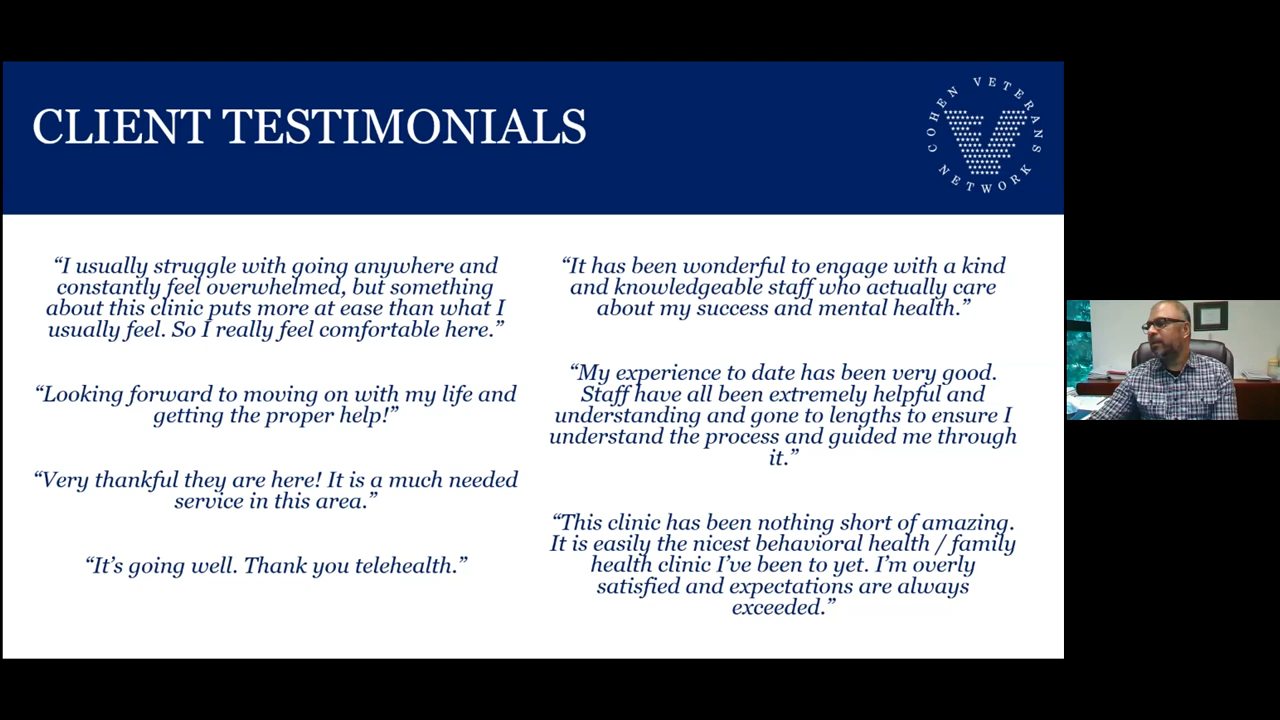 CLIENT TESTIMONIALS
COHEN VETERANS NETWORK
“I usually struggle with going anywhere and
constantly feel overwhelmed, but something
about this clinic puts more at ease than what I
usually feel. So I really feel comfortable here.”
“Looking forward to moving on with my life and
getting the proper help!”
“Very thankful they are here! It is a much needed
service in this area.”
“It’s going well. Thank you telehealth.”
“It has been wonderful to engage with a kind
and knowledgeable staff who actually care
about my success and mental health.”
“My experience to date has been very good.
Staff have all been extremely helpful and
understanding and gone to lengths to ensure I
understand the process and guided me through
it.”
“This clinic has been nothing short of amazing.
It is easily the nicest behavioral health / family
health clinic I’ve been to yet. I’m overly
satisfied and expectations are always
exceeded.”